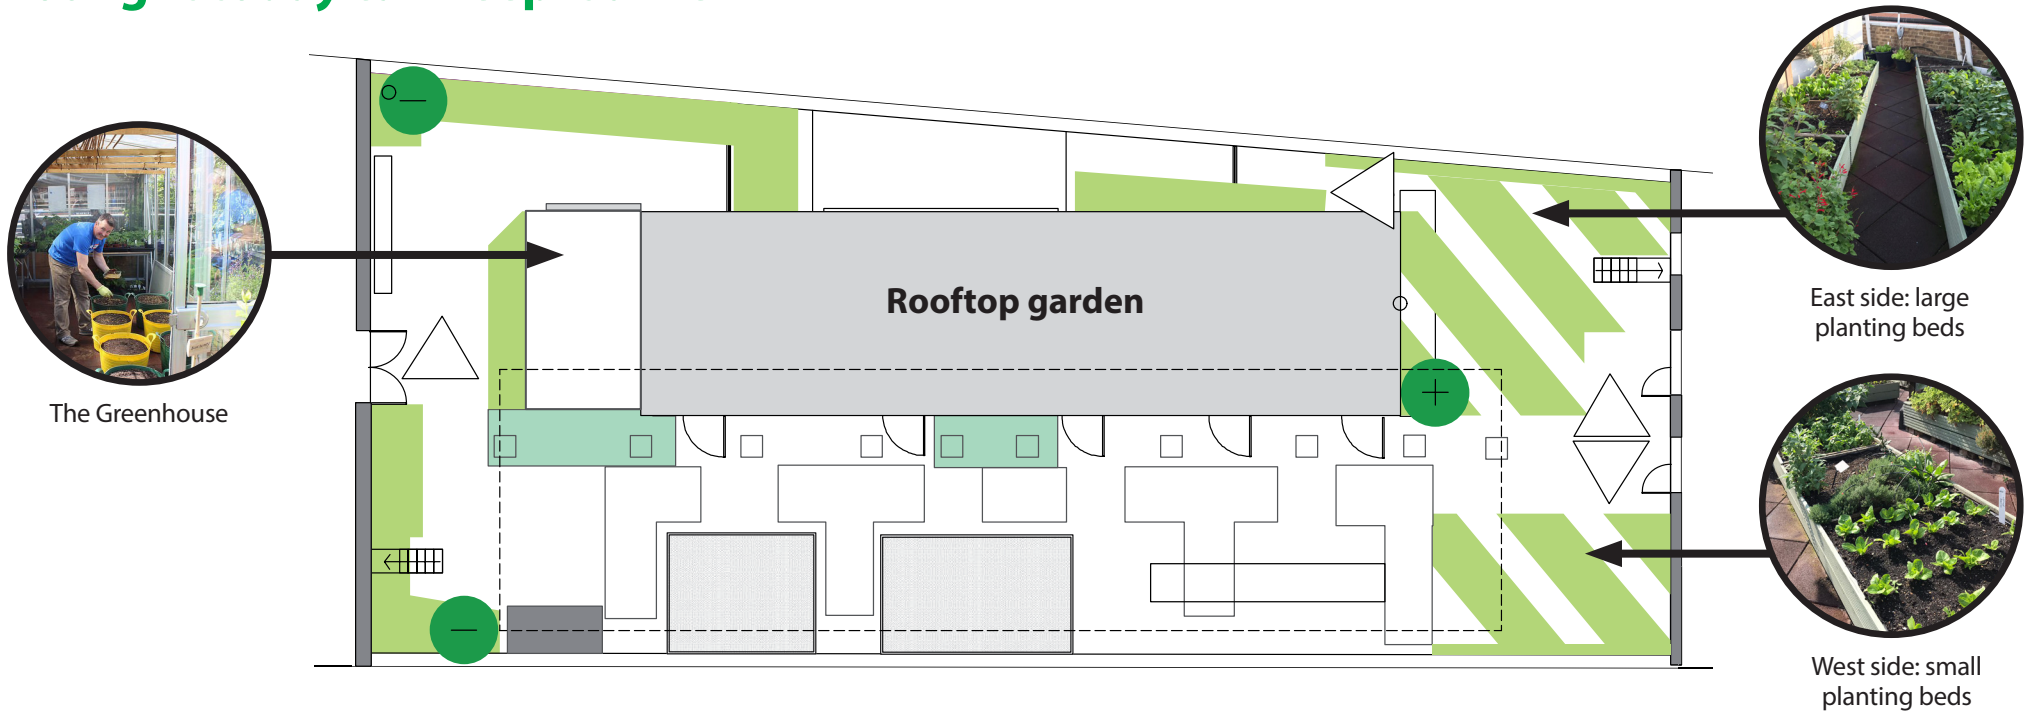 The Greenhouse
Rooftop garden
East side: large
planting beds
West side: small
planting beds